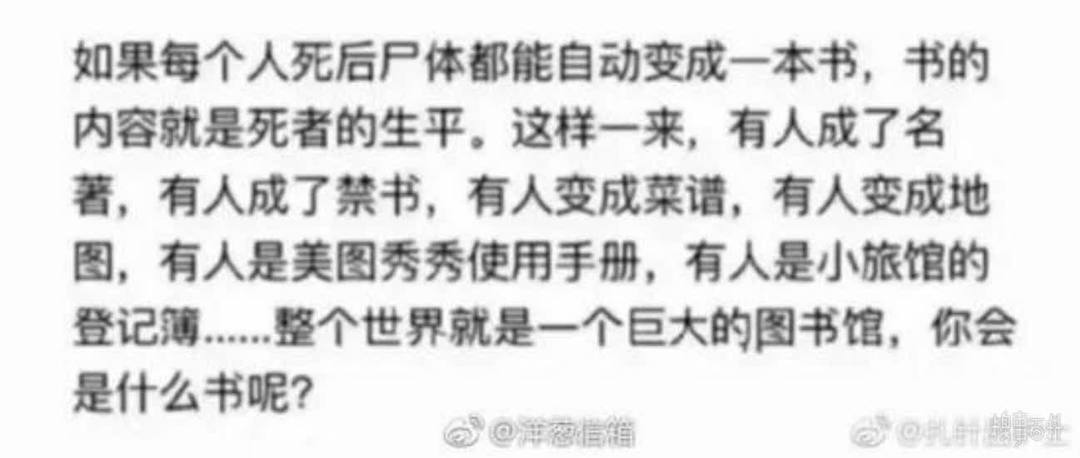 如果每个人死后尸体都能自动变成一本书，书的
内容就是死者的生平。这样一来，有人成了名
著，有人成了禁书，有人变成菜谱，有人变成地
图，有人是美图秀秀使用手册，有人是小旅馆的
登记簿......整个世界就是一个巨大的图书馆，你会
是什么书呢？
@洋葱信箱